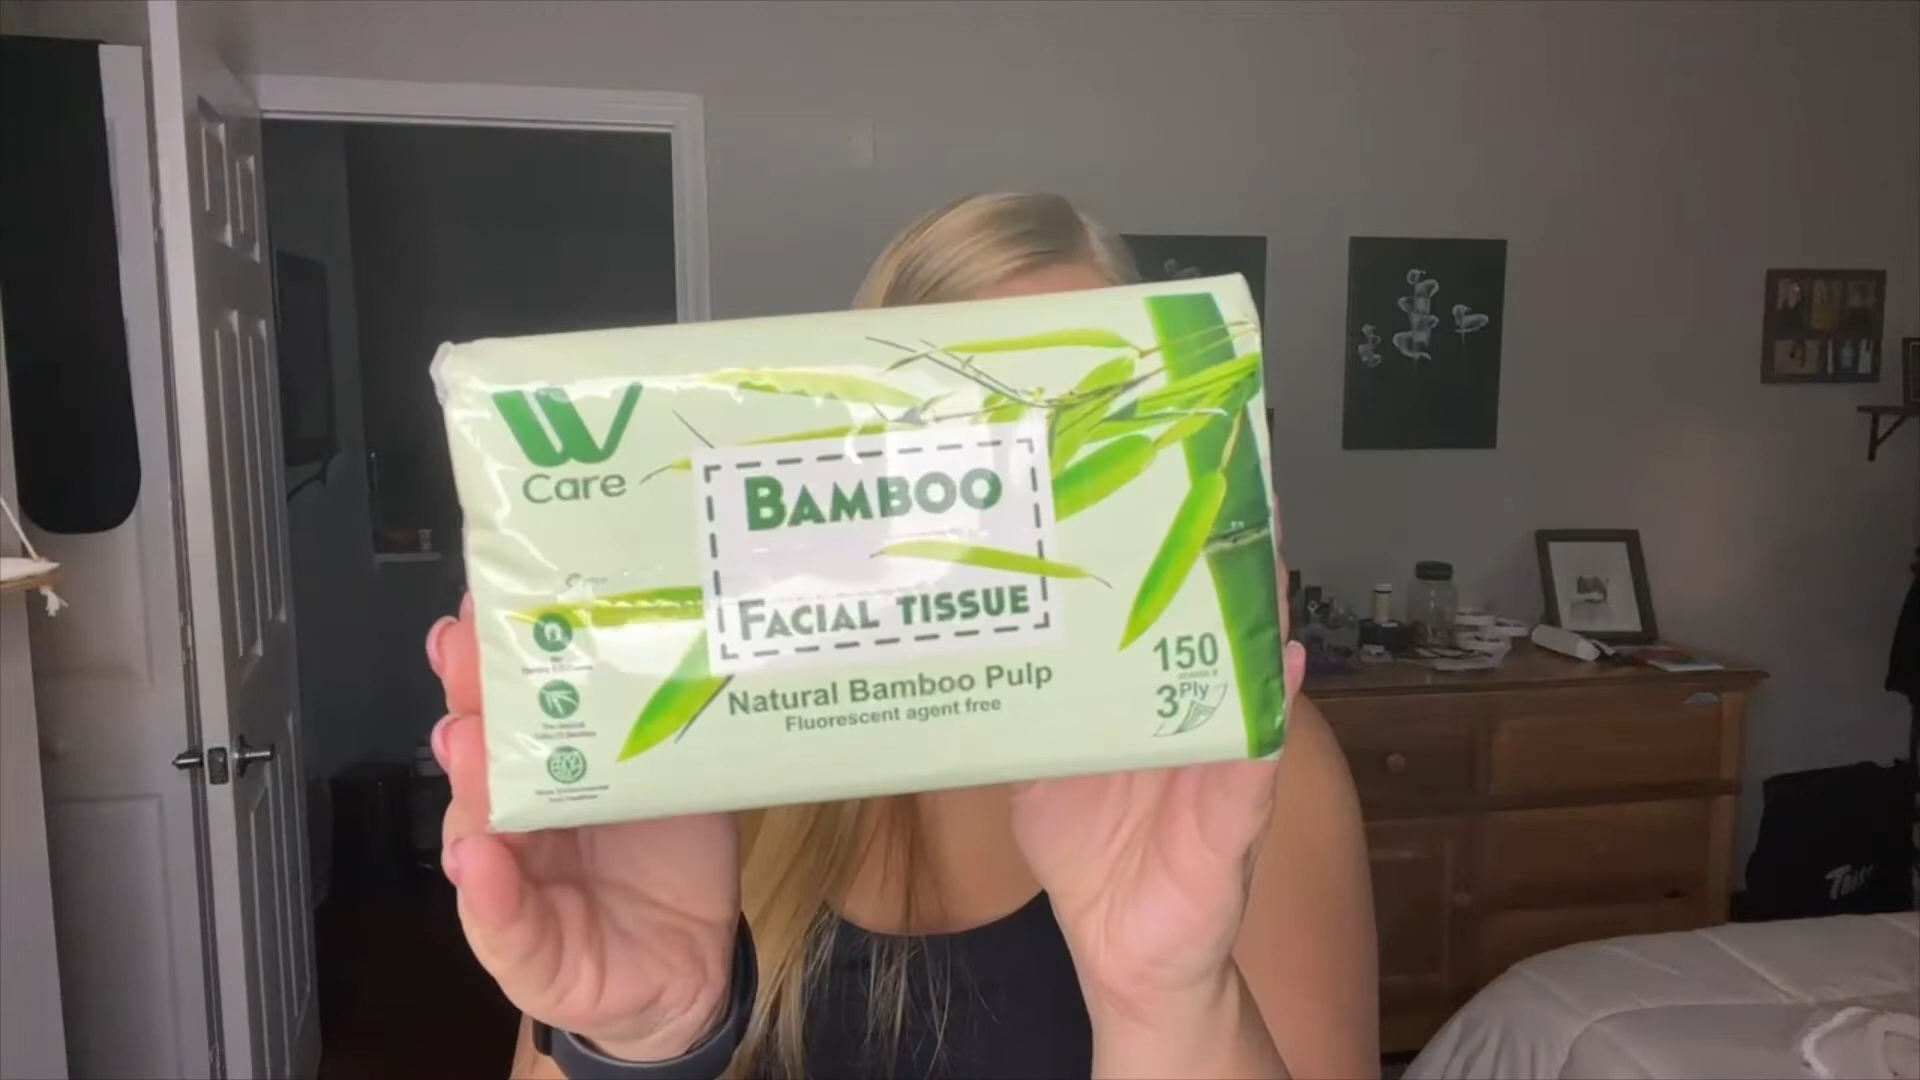 W
Care
BAMBOO
FACIAL TISSUE
Natural Bamboo Pulp
Fluorescent agent free
150
3Ply